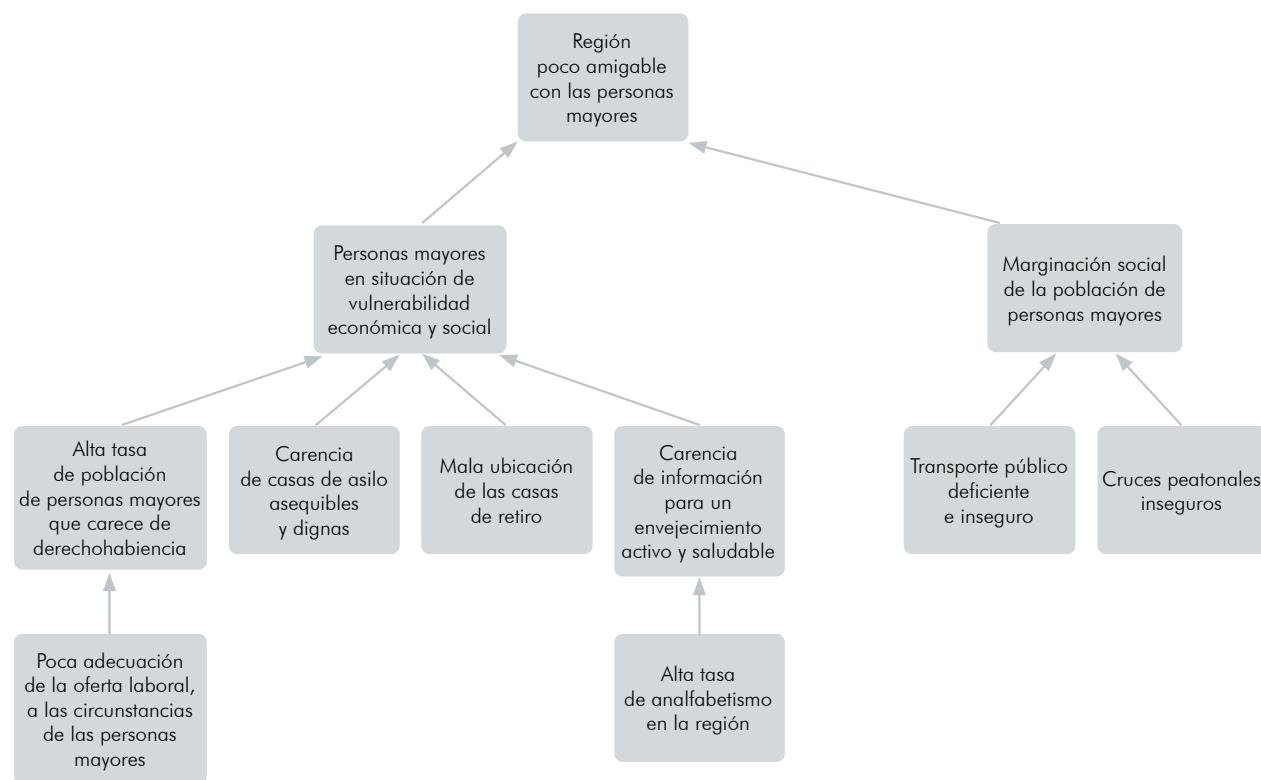 Región
poco amigable
con las personas
mayores
Personas mayores
en situación de
vulnerabilidad
económica y social
Marginación social
de la población de
personas mayores
Alta tasa
de población
de personas mayores
que carece de
derechohabiencia
Carencia
de casas de asilo
asequibles
y dignas
Mala ubicación
de las casas
de retiro
Carencia
de información
para un
envejecimiento
activo y saludable
Transporte público
deficiente
e inseguro
Cruces peatonales
inseguros
Poca adecuación
de la oferta laboral,
a las circunstancias
de las personas
mayores
Alta tasa
de analfabetismo
en la región